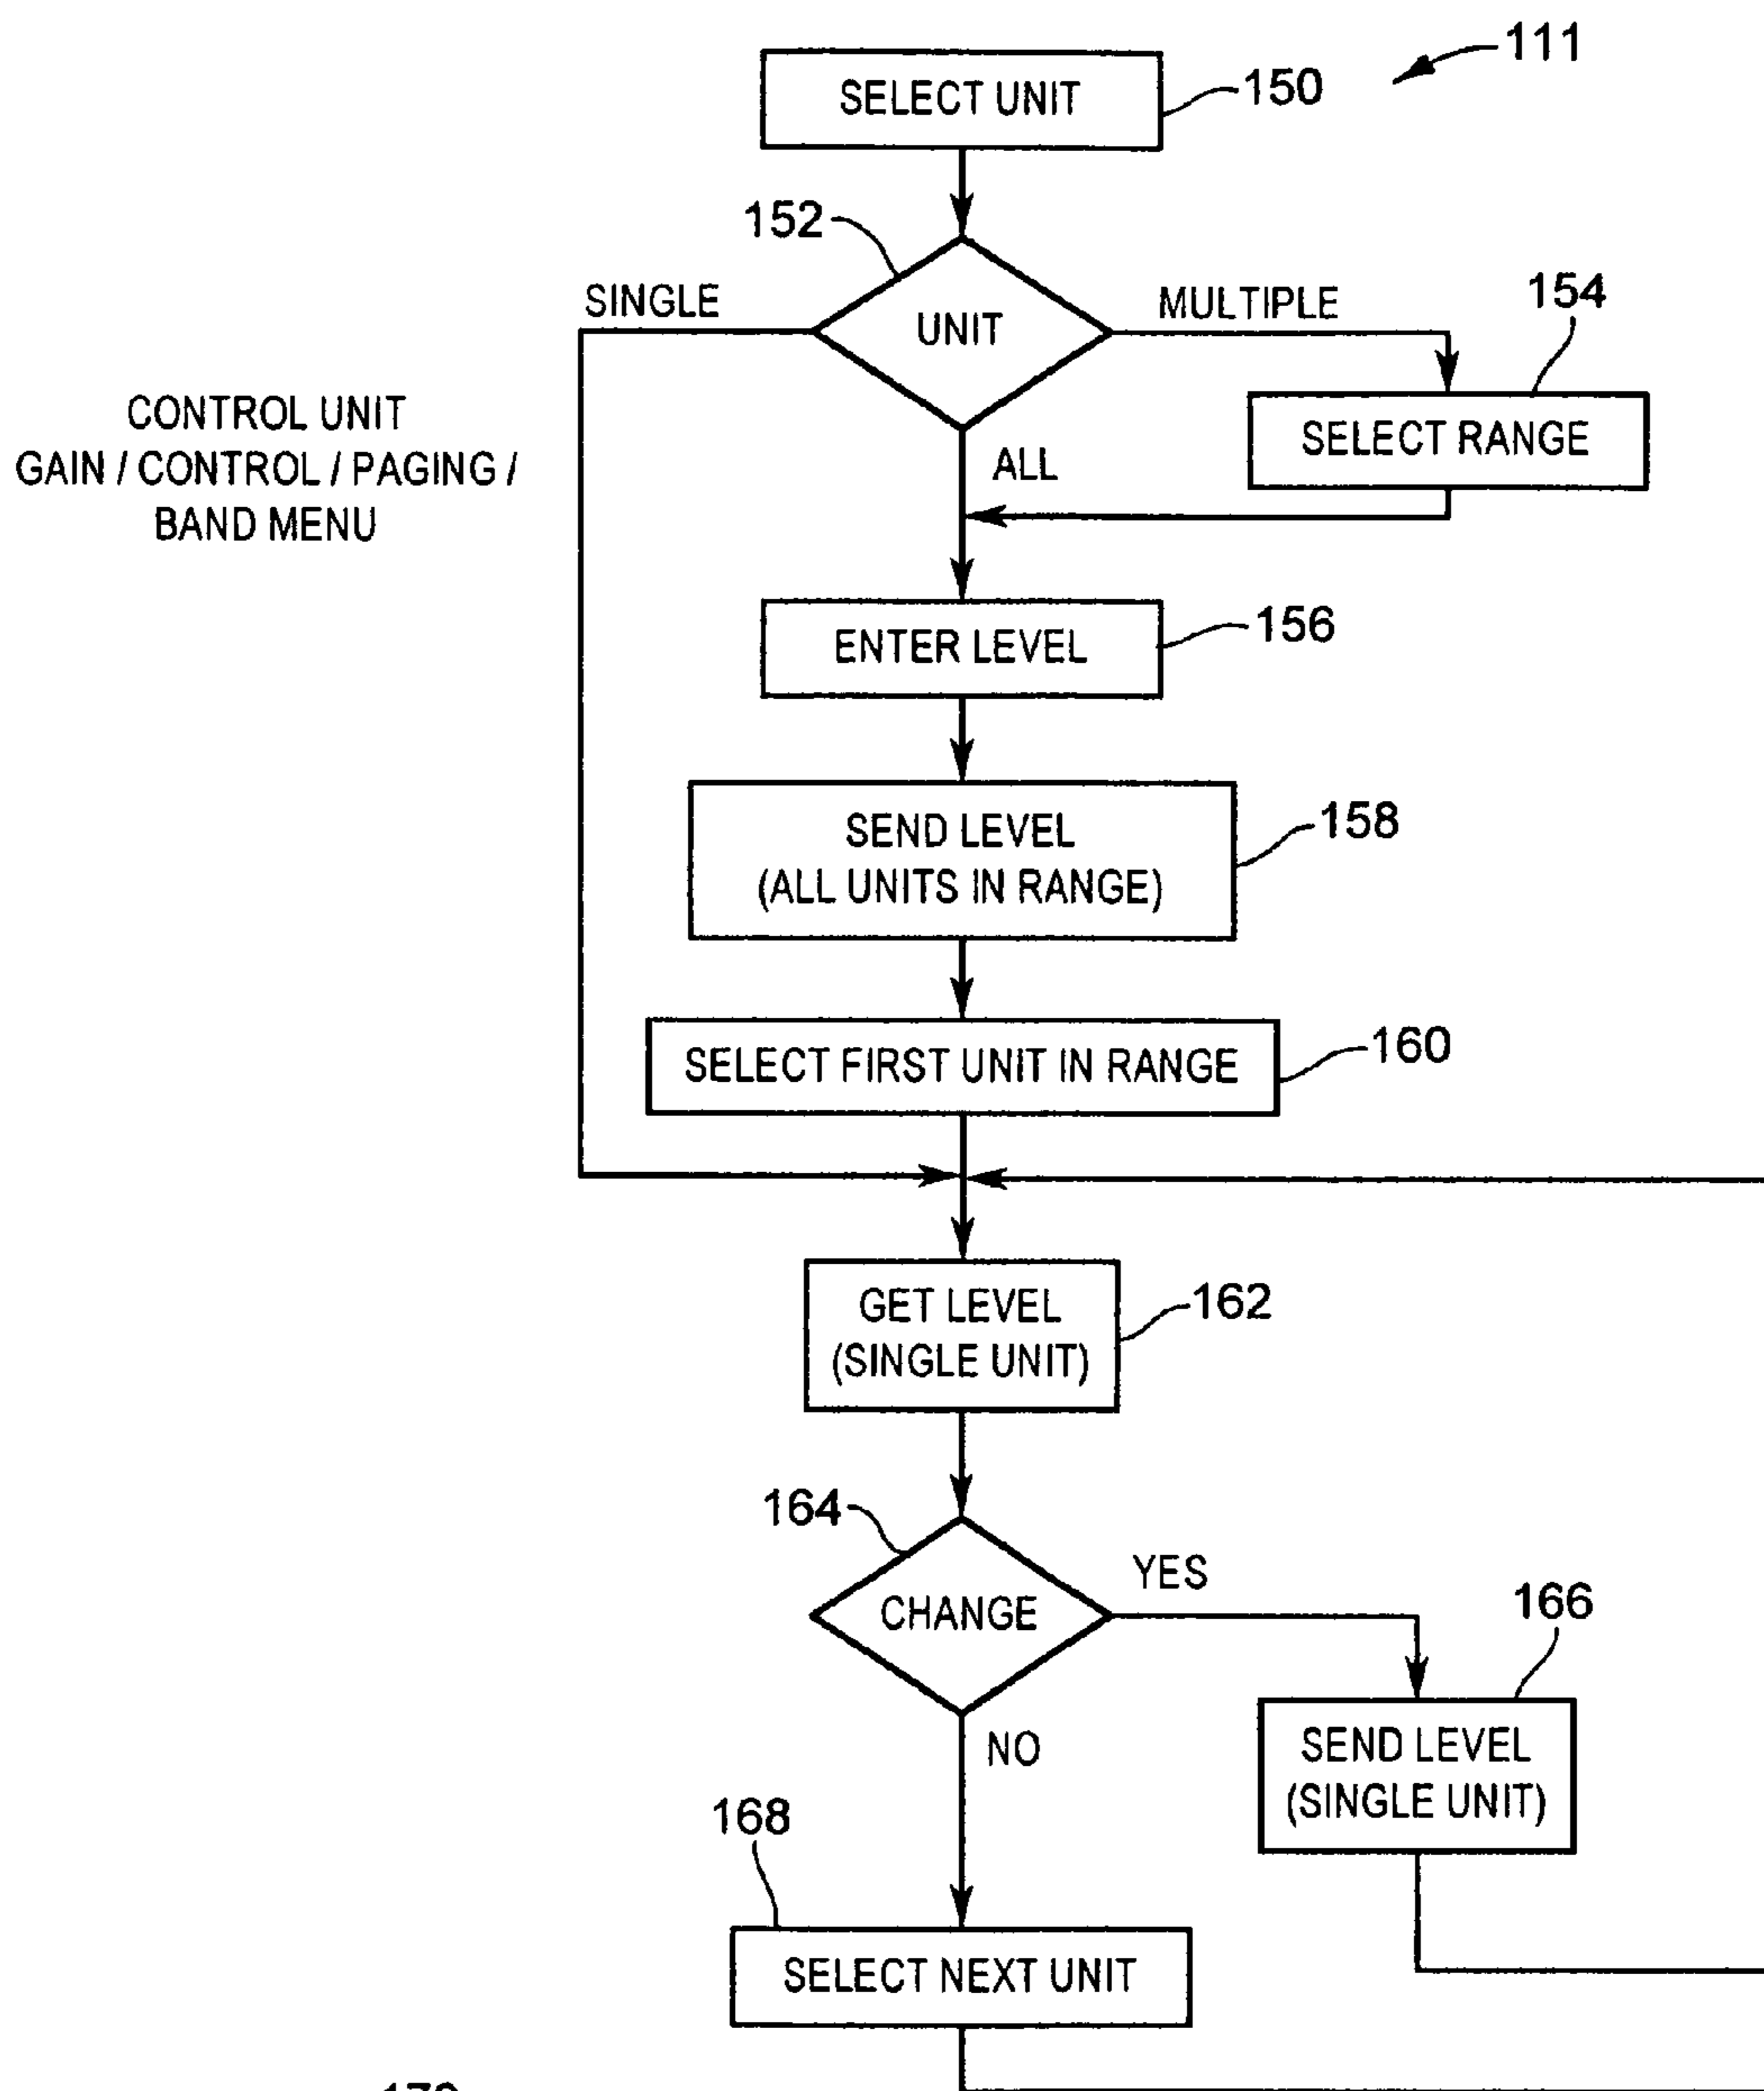 111
SELECT UNIT
150
152
SINGLE
UNIT
MULTIPLE
154
CONTROL UNIT
GAIN / CONTROL / PAGING /
BAND MENU
SELECT RANGE
ALL
ENTER LEVEL
156
SEND LEVEL
(ALL UNITS IN RANGE)
158
SELECT FIRST UNIT IN RANGE
160
GET LEVEL
(SINGLE UNIT)
162
164
CHANGE
YES
166
NO
SEND LEVEL
(SINGLE UNIT)
168
SELECT NEXT UNIT